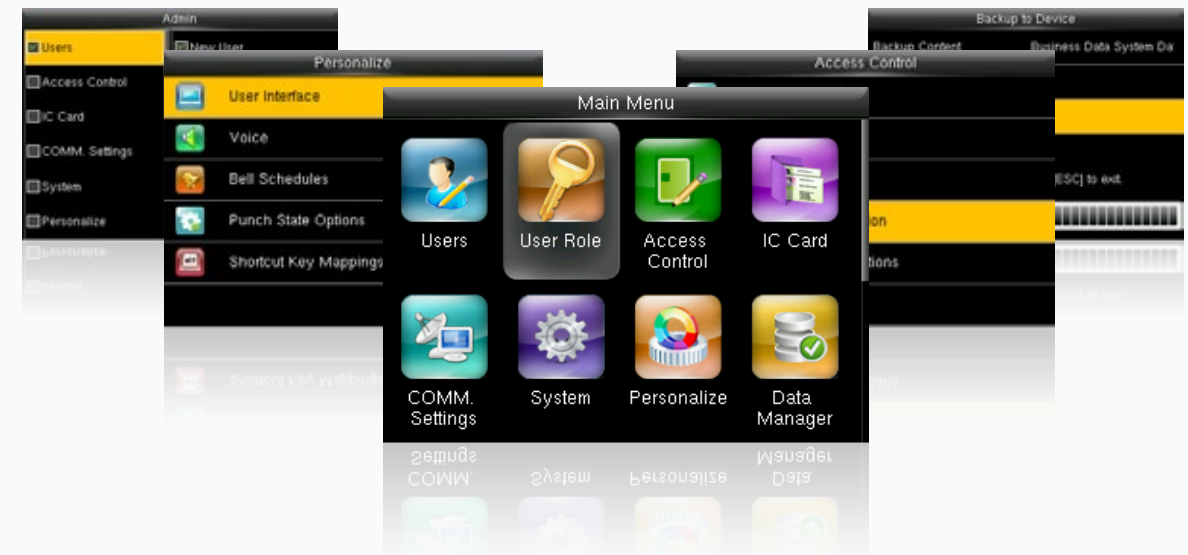 Admin
Users
New User
Access Control
IC Card
COMM. Settings
System
Personalize
Personalize
User Interface
Voice
Bell Schedules
Punch State Options
Shortcut Key Mappings
Main Menu
Users
User Role
Access
Control
IC Card
COMM.
Settings
System
Personalize
Data
Manager
Access Control
Backup to Device
Backup Content
Business Data System Da
[ESC] to exit.